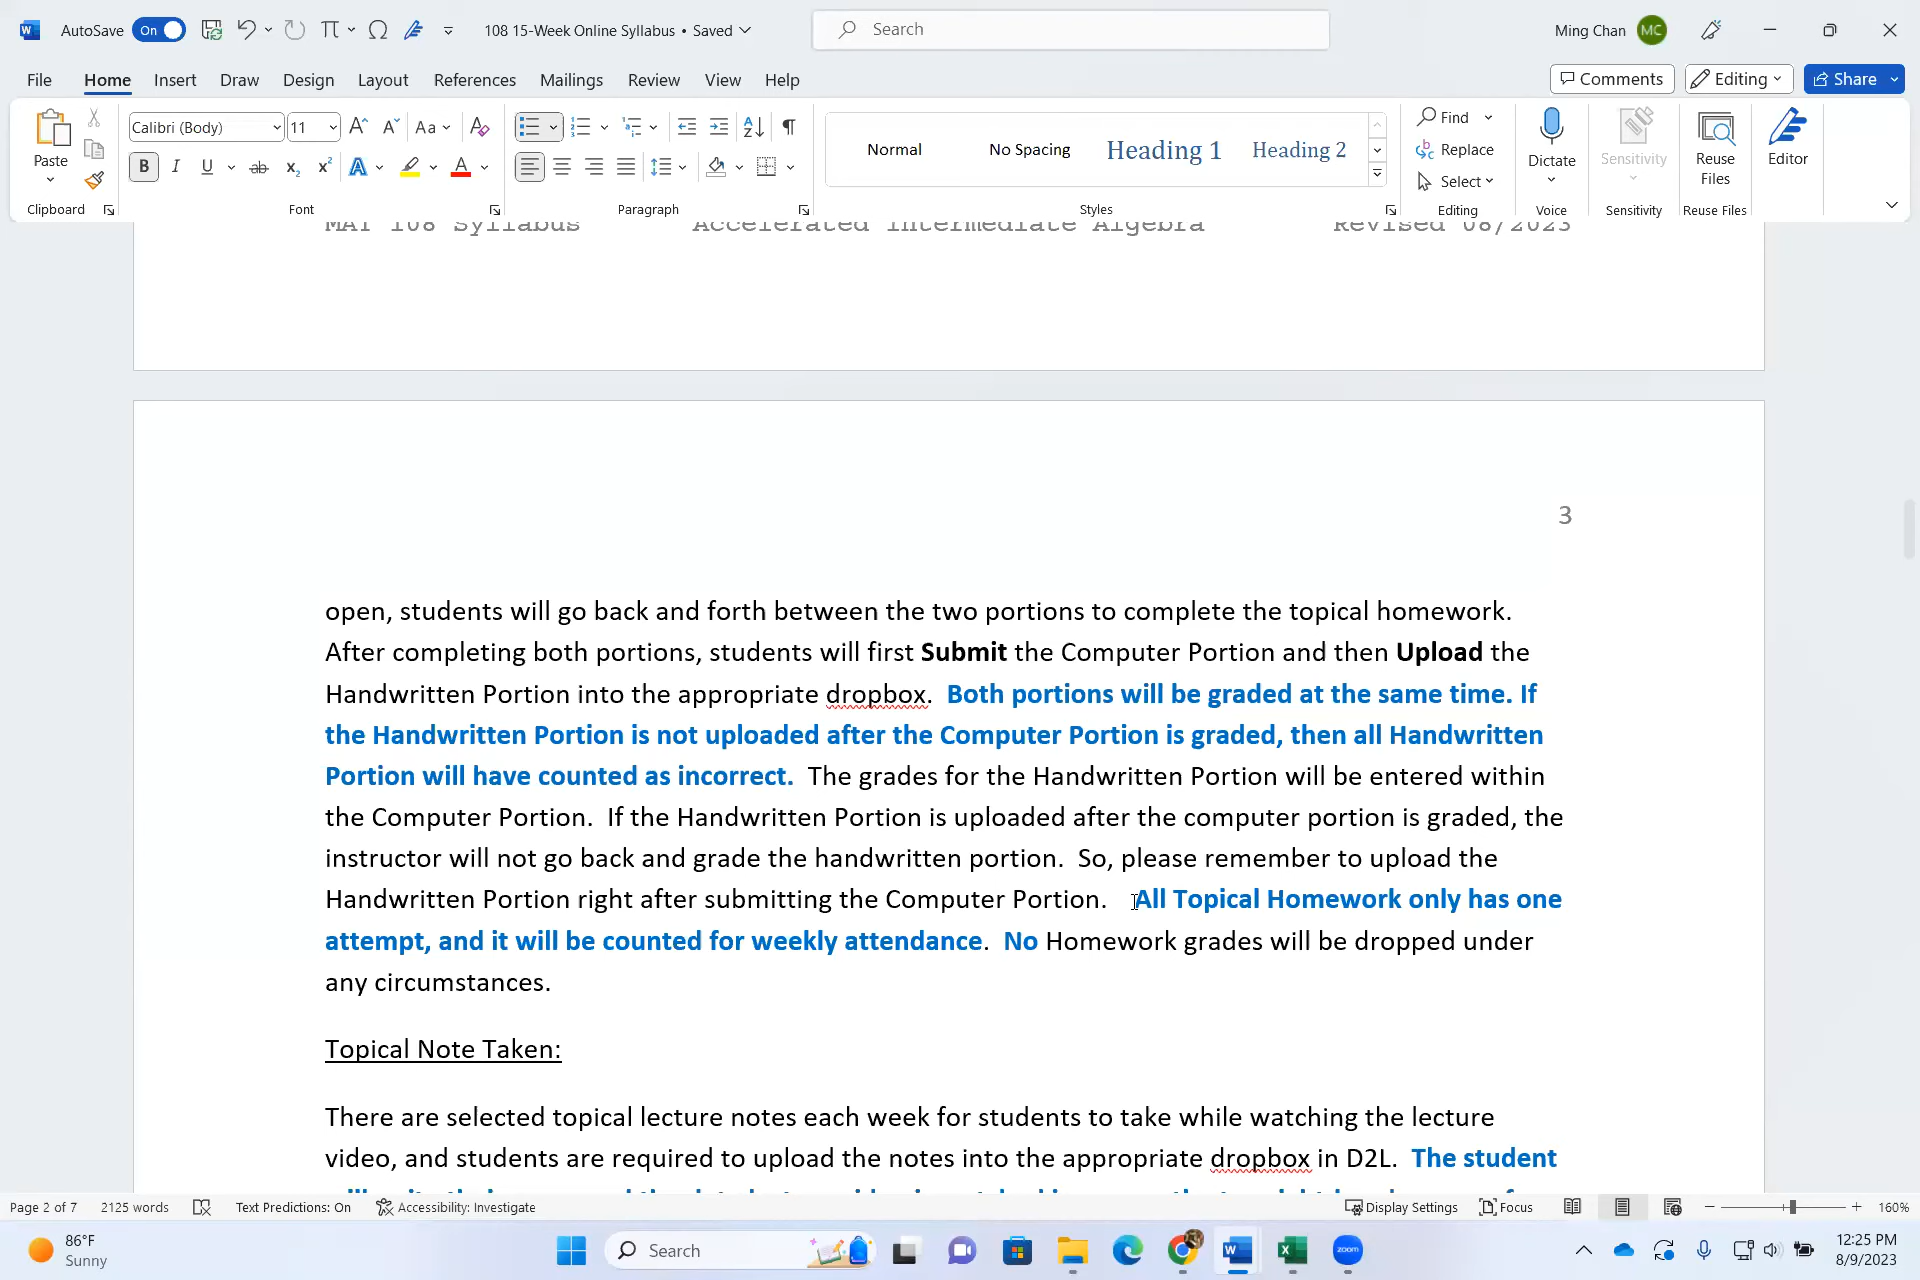 AutoSave On 108 15-Week Online Syllabus • Saved Search Ming Chan MC
File Home Insert Draw Design Layout References Mailings Review View Help Comments Editing Share
Paste Calibri (Body) 11 Aa Normal No Spacing Heading 1 Heading 2 Find Replace Select Dictate Sensitivity Reuse Files Editor
Clipboard Font Paragraph Styles Editing Voice Sensitivity Reuse Files
MAT 108 Syllabus Accelerated Intermediate Algebra Revised 08/2023
3
open, students will go back and forth between the two portions to complete the topical homework.
After completing both portions, students will first Submit the Computer Portion and then Upload the
Handwritten Portion into the appropriate dropbox. Both portions will be graded at the same time. If
the Handwritten Portion is not uploaded after the Computer Portion is graded, then all Handwritten
Portion will have counted as incorrect. The grades for the Handwritten Portion will be entered within
the Computer Portion. If the Handwritten Portion is uploaded after the computer portion is graded, the
instructor will not go back and grade the handwritten portion. So, please remember to upload the
Handwritten Portion right after submitting the Computer Portion. All Topical Homework only has one
attempt, and it will be counted for weekly attendance. No Homework grades will be dropped under
any circumstances.
Topical Note Taken:
There are selected topical lecture notes each week for students to take while watching the lecture
video, and students are required to upload the notes into the appropriate dropbox in D2L. The student
Page 2 of 7 2125 words Text Predictions: On Accessibility: Investigate Display Settings Focus 160%
86°F
Sunny
Search
zoom
12:25 PM
8/9/2023